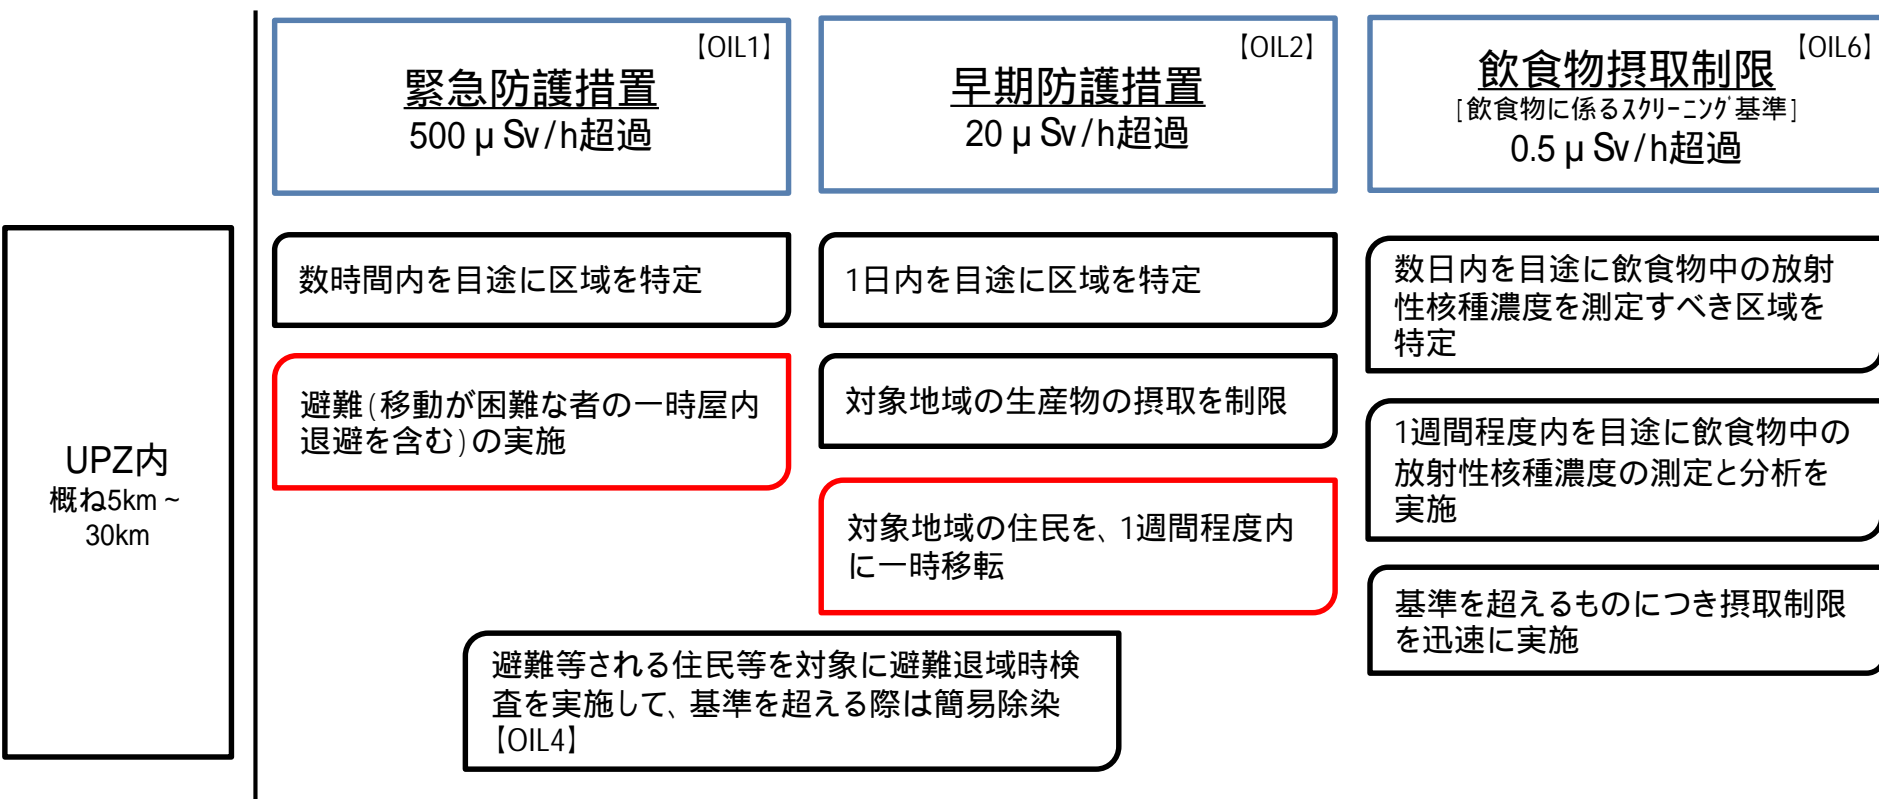 UPZ内
概ね5km~
30km
【OIL1】
緊急防護措置
500μSv/h超過
数時間内を目途に区域を特定
避難(移動が困難な者の一時屋内
退避を含む)の実施
【OIL2】
早期防護措置
20μSv/h超過
1日内を目途に区域を特定
対象地域の生産物の摂取を制限
対象地域の住民を、1週間程度内
に一時移転
避難等される住民等を対象に避難退域時検
査を実施して、基準を超える際は簡易除染
【OIL4】
【OIL6】
飲食物摂取制限
[飲食物に係るスクリーニング基準]
0.5μSv/h超過
数日内を目途に飲食物中の放射
性核種濃度を測定すべき区域を
特定
1週間程度内を目途に飲食物中の
放射性核種濃度の測定と分析を
実施
基準を超えるものにつき摂取制限
を迅速に実施